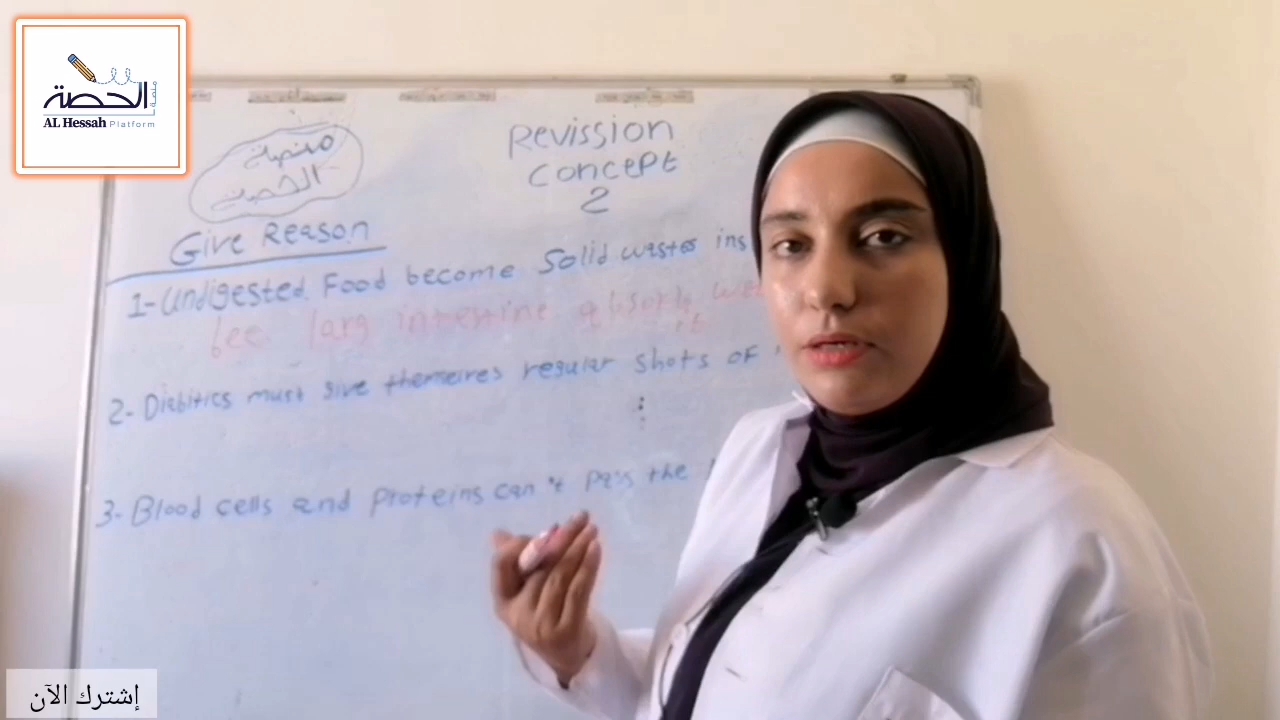 الحصة
منصة
AL Hessah Platform
منصة
الحصة
Revission
Concept
2
Give Reason
1- Undigested Food become Solid wastes ins
bec larg intestine absorb
2- Diebitics must give themeires regular shots of
3- Blood cells and proteins can't pass the
إشترك الآن